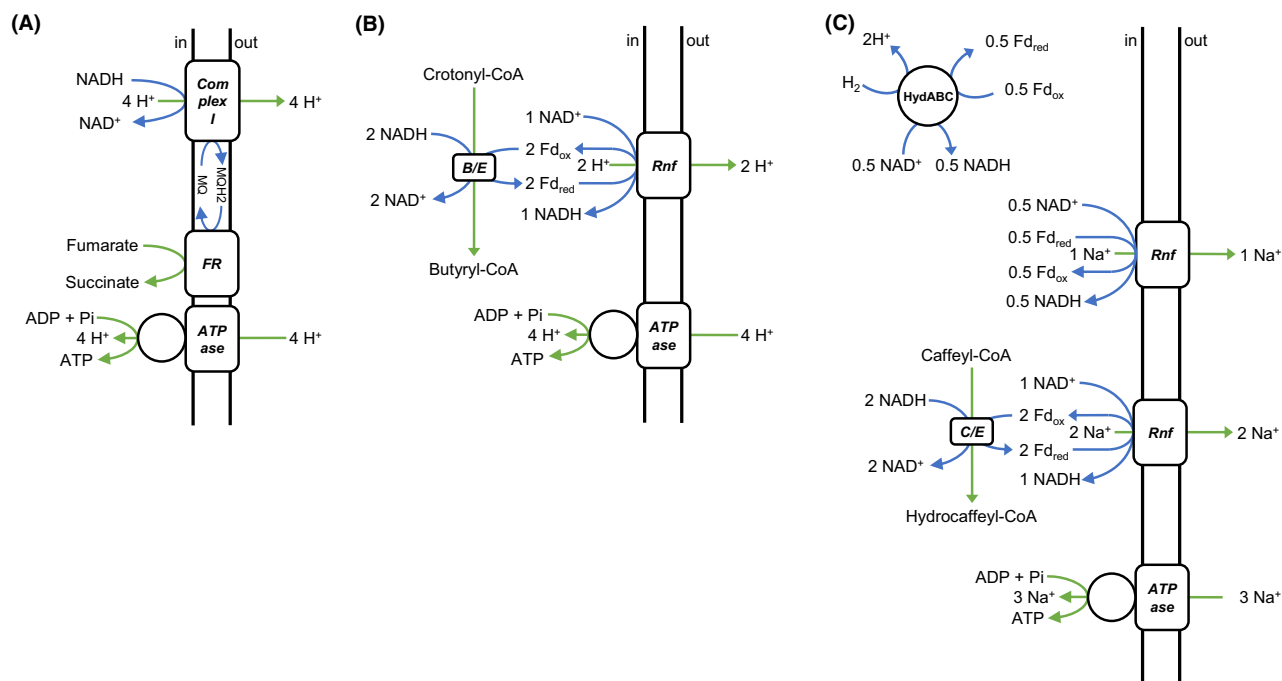 (A)
in
out
NADH
4 H⁺
NAD⁺
Com
plex
I
4 H⁺
MQ
MQH2
Fumarate
Succinate
FR
ADP + Pi
4 H⁺
ATP
ATP
ase
4 H⁺
(B)
in
out
Crotonyl-CoA
2 NADH
B/E
2 NAD⁺
Butyryl-CoA
1 NAD⁺
2 Fdₒₓ
2 H⁺
2 Fd_red
1 NADH
Rnf
2 H⁺
ADP + Pi
4 H⁺
ATP
ATP
ase
4 H⁺
(C)
in
out
2H⁺
0.5 Fd_red
H₂
HydABC
0.5 Fdₒₓ
0.5 NAD⁺
0.5 NADH
0.5 NAD⁺
0.5 Fd_red
1 Na⁺
0.5 Fdₒₓ
0.5 NADH
Rnf
1 Na⁺
Caffeyl-CoA
2 NADH
C/E
2 NAD⁺
Hydrocaffeyl-CoA
1 NAD⁺
2 Fdₒₓ
2 Na⁺
2 Fd_red
1 NADH
Rnf
2 Na⁺
ADP + Pi
3 Na⁺
ATP
ATP
ase
3 Na⁺